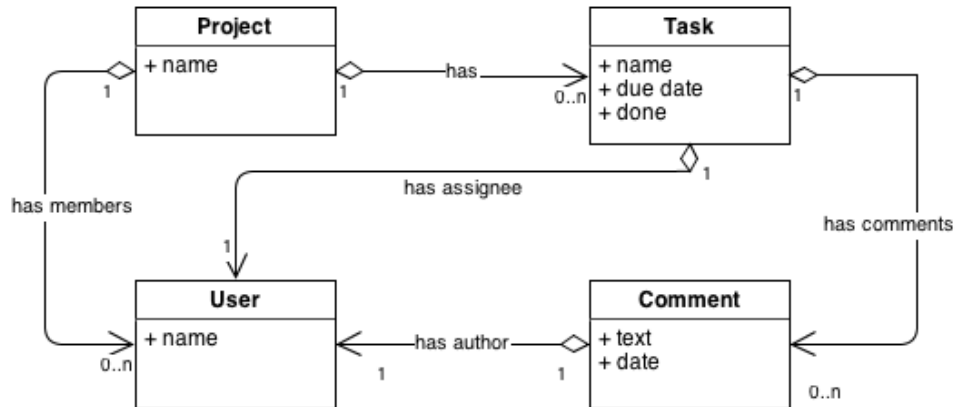 Project
+ name
1
1
has
0..n
Task
+ name
+ due date
+ done
1
1
has assignee
has members
has comments
1
User
+ name
0..n
has author
1
1
Comment
+ text
+ date
0..n